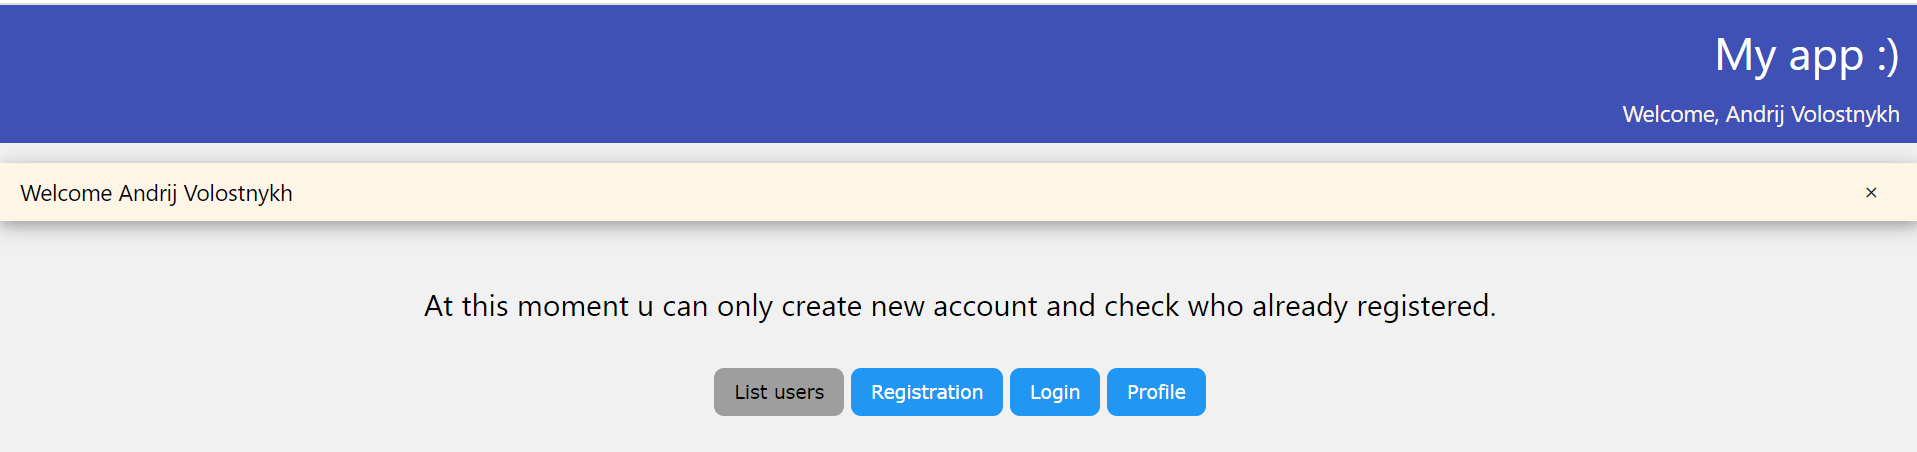 My app :)
Welcome, Andrij Volostnykh
Welcome Andrij Volostnykh ×
At this moment u can only create new account and check who already registered.
List users Registration Login Profile